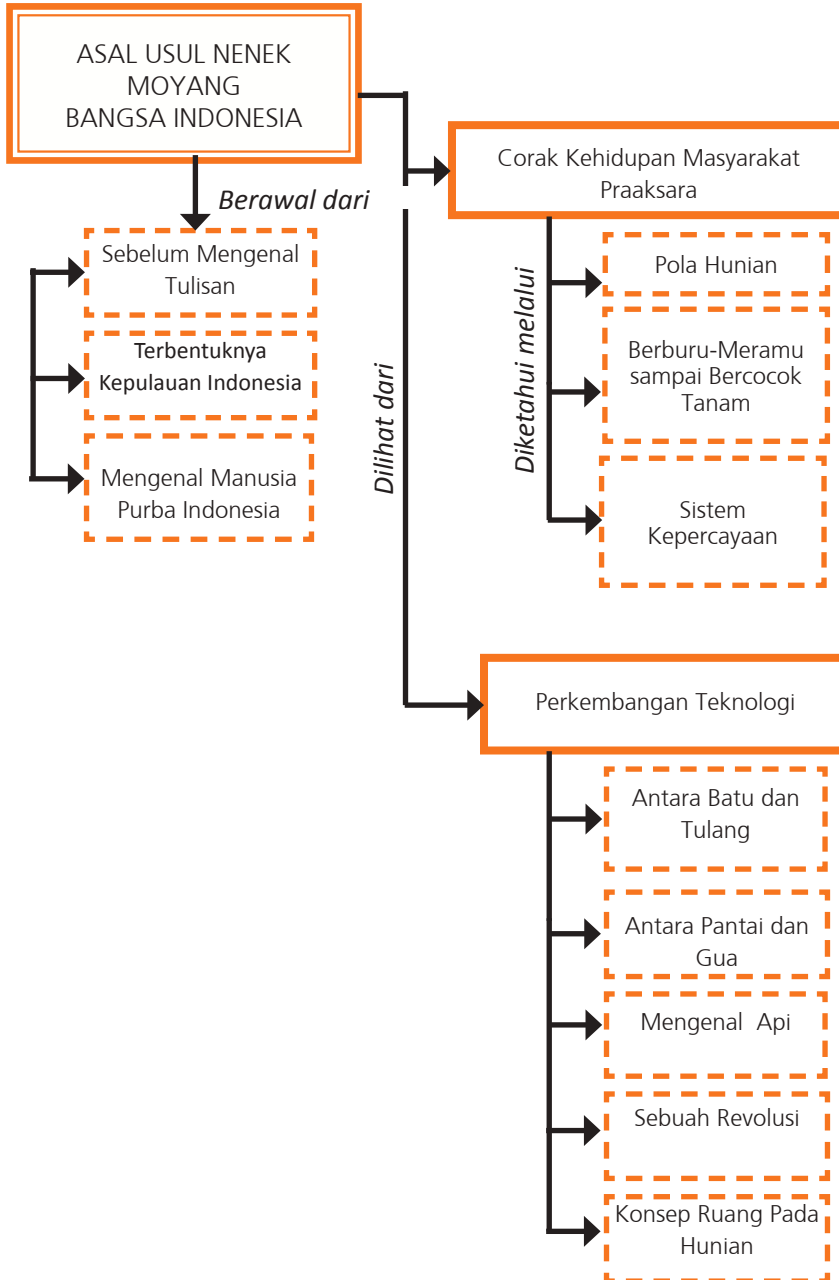 ASAL USUL NENEK
MOYANG
BANGSA INDONESIA
Berawal dari
Sebelum Mengenal
Tulisan
Terbentuknya
Kepulauan Indonesia
Mengenal Manusia
Purba Indonesia
Dilihat dari
Corak Kehidupan Masyarakat
Praaksara
Diketahui melalui
Pola Hunian
Berburu-Meramu
sampai Bercocok
Tanam
Sistem
Kepercayaan
Perkembangan Teknologi
Antara Batu dan
Tulang
Antara Pantai dan
Gua
Mengenal Api
Sebuah Revolusi
Konsep Ruang Pada
Hunian